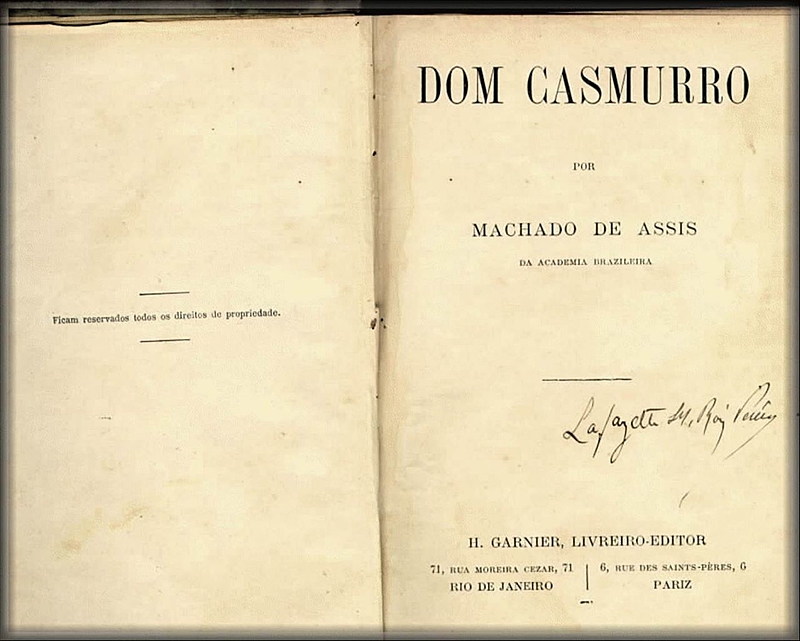 Ficam reservados todos os direitos de propriedade.
DOM CASMURRO
POR
MACHADO DE ASSIS
DA ACADEMIA BRAZILEIRA
Lafayette
H. GARNIER, LIVREIRO-EDITOR
71, RUA MOREIRA CEZAR, 71
RIO DE JANEIRO
6, RUE DES SAINTS-PÈRES, 6
PARIZ